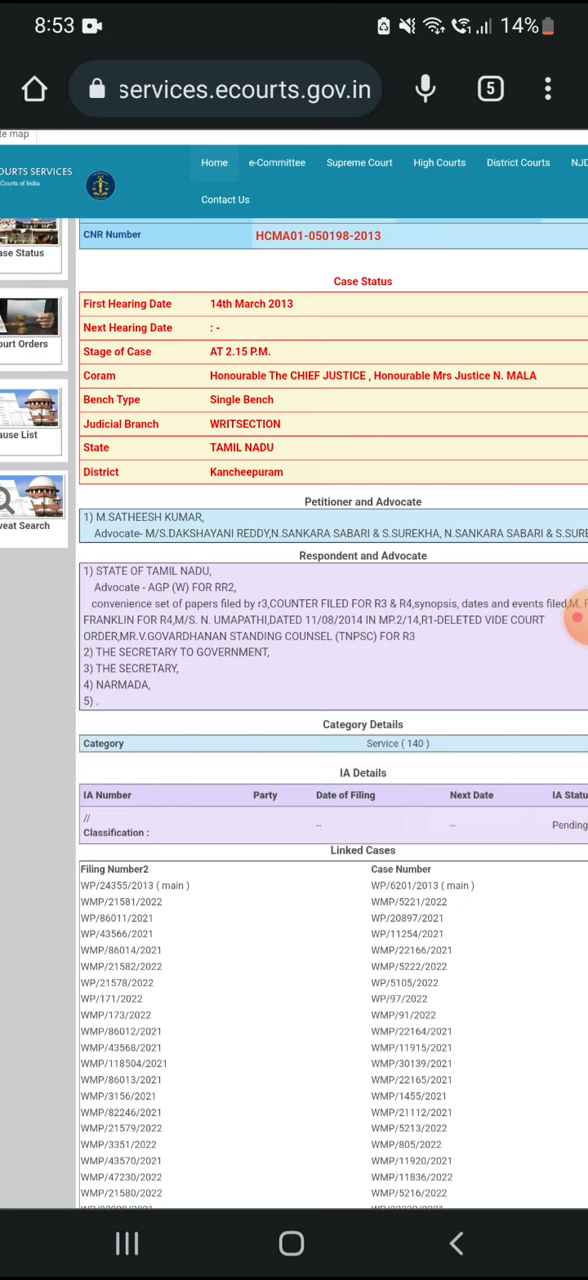 8:53 14%
services.ecourts.gov.in 5
te map
OURTS SERVICES
Courts of India
Home e-Committee Supreme Court High Courts District Courts NJD
Contact Us
ase Status
ourt Orders
ause List
veat Search
CNR Number HCMA01-050198-2013
Case Status
First Hearing Date 14th March 2013
Next Hearing Date : -
Stage of Case AT 2.15 P.M.
Coram Honourable The CHIEF JUSTICE , Honourable Mrs Justice N. MALA
Bench Type Single Bench
Judicial Branch WRITSECTION
State TAMIL NADU
District Kancheepuram
Petitioner and Advocate
1) M.SATHEESH KUMAR,
Advocate- M/S.DAKSHAYANI REDDY,N.SANKARA SABARI & S.SUREKHA, N.SANKARA SABARI & S.SURE
Respondent and Advocate
1) STATE OF TAMIL NADU,
Advocate - AGP (W) FOR RR2,
convenience set of papers filed by r3,COUNTER FILED FOR R3 & R4,synopsis, dates and events filed,M. F
FRANKLIN FOR R4,M/S. N. UMAPATHI,DATED 11/08/2014 IN MP.2/14,R1-DELETED VIDE COURT
ORDER,MR.V.GOVARDHANAN STANDING COUNSEL (TNPSC) FOR R3
2) THE SECRETARY TO GOVERNMENT,
3) THE SECRETARY,
4) NARMADA,
5) .
Category Details
Category Service ( 140 )
IA Details
IA Number Party Date of Filing Next Date IA Statu
// -- -- Pending
Classification :
Linked Cases
Filing Number2 Case Number
WP/24355/2013 ( main ) WP/6201/2013 ( main )
WMP/21581/2022 WMP/5221/2022
WP/86011/2021 WP/20897/2021
WP/43566/2021 WP/11254/2021
WMP/86014/2021 WMP/22166/2021
WMP/21582/2022 WMP/5222/2022
WP/21578/2022 WP/5105/2022
WP/171/2022 WP/97/2022
WMP/173/2022 WMP/91/2022
WMP/86012/2021 WMP/22164/2021
WMP/43568/2021 WMP/11915/2021
WMP/118504/2021 WMP/30139/2021
WMP/86013/2021 WMP/22165/2021
WMP/3156/2021 WMP/1455/2021
WMP/82246/2021 WMP/21112/2021
WMP/21579/2022 WMP/5213/2022
WMP/3351/2022 WMP/805/2022
WMP/43570/2021 WMP/11920/2021
WMP/47230/2022 WMP/11836/2022
WMP/21580/2022 WMP/5216/2022